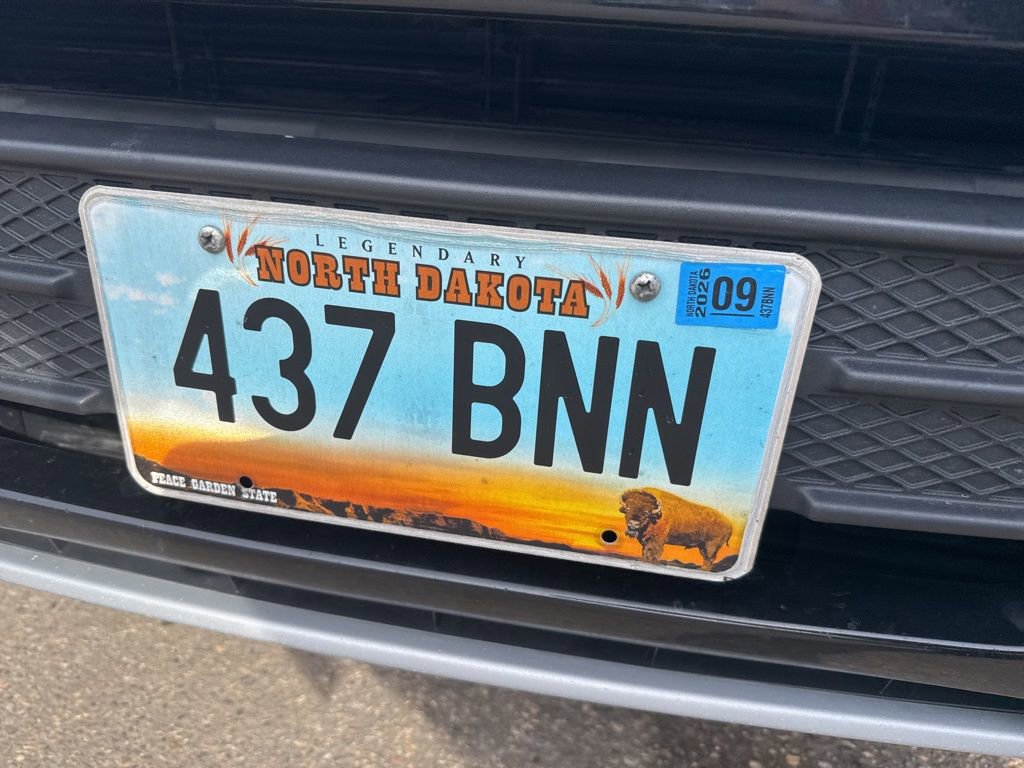 LEGENDARY
NORTH DAKOTA
NORTH DAKOTA
2026
09
437BNN
437 BNN
PEACE GARDEN STATE